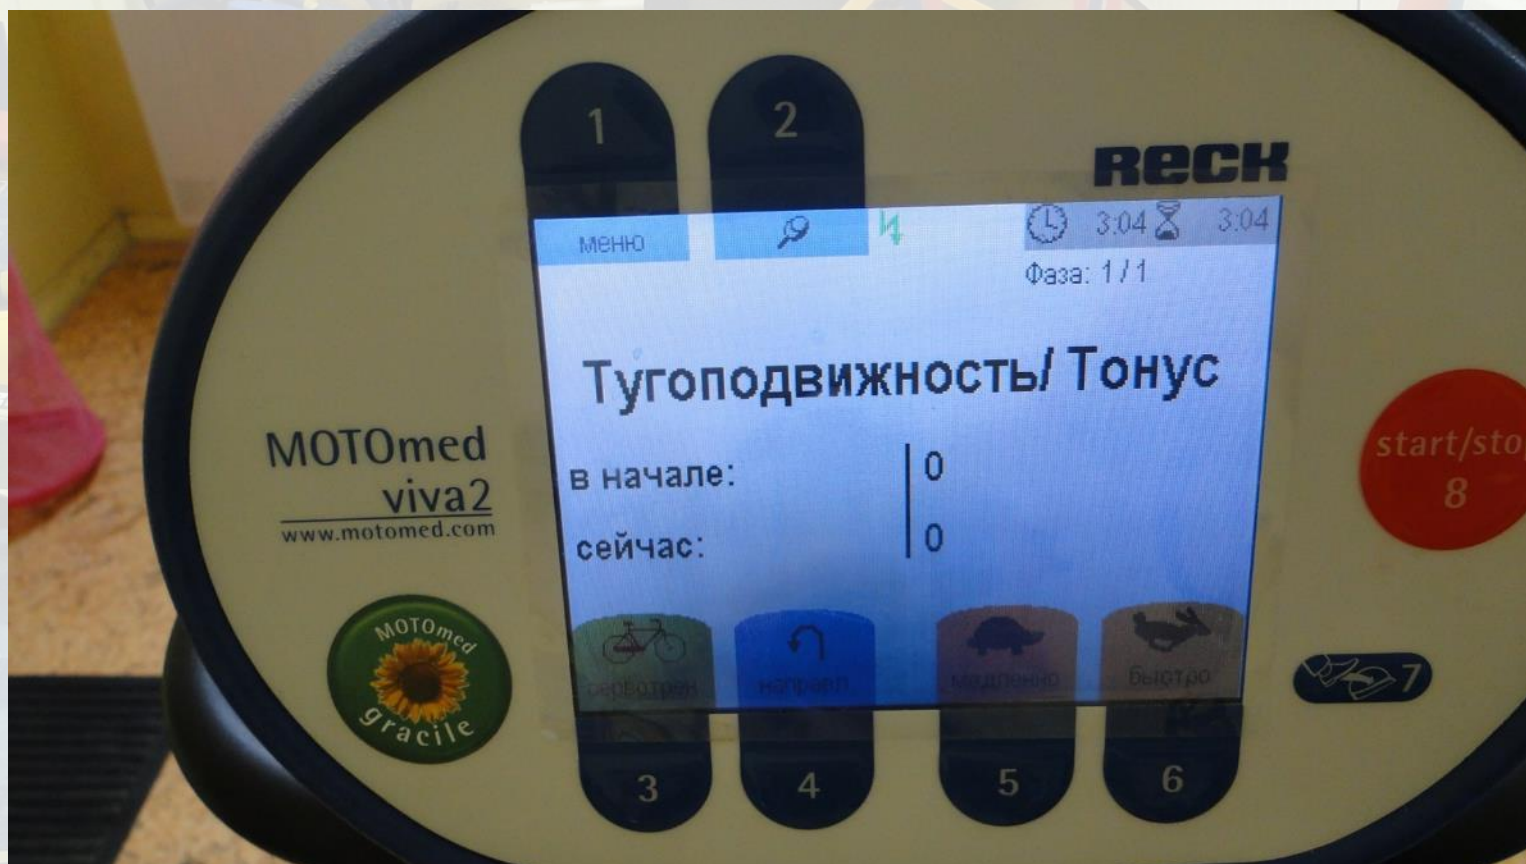 1
2
RECK
меню
3:04
3:04
Фаза: 1 / 1
Тугоподвижность/ Тонус
в начале: 0
сейчас: 0
MOTOmed
viva2
www.motomed.com
start/sto
8
MOTOmed
gracile
сервотрен
направл
медленно
быстро
7
3
4
5
6